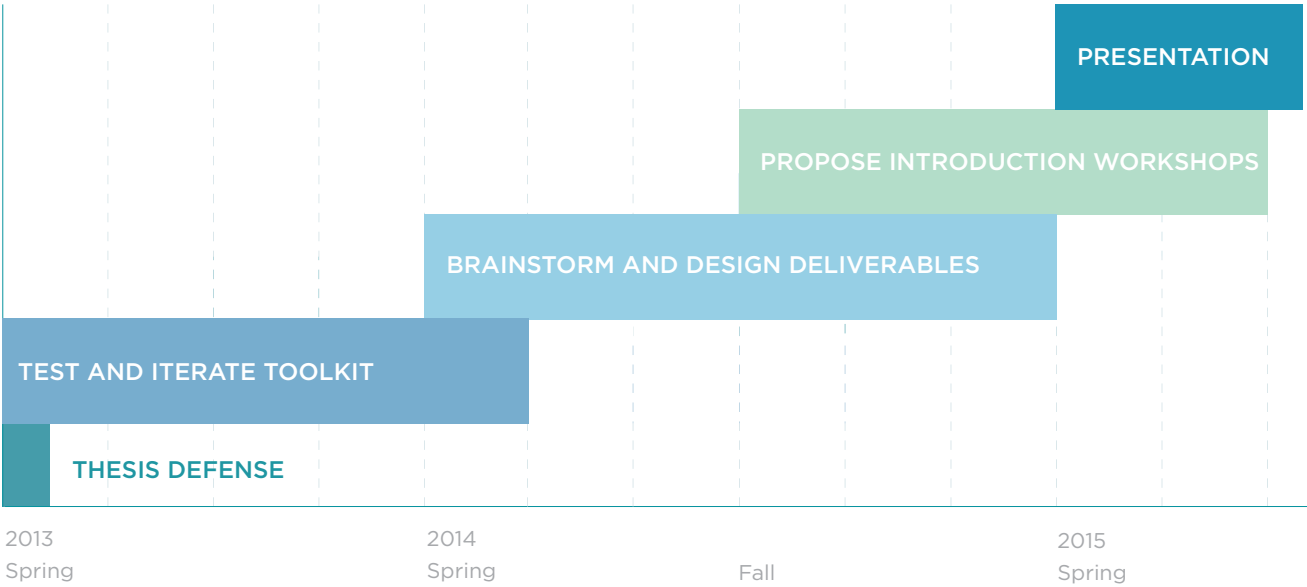 PRESENTATION
PROPOSE INTRODUCTION WORKSHOPS
BRAINSTORM AND DESIGN DELIVERABLES
TEST AND ITERATE TOOLKIT
THESIS DEFENSE
2013
Spring
2014
Spring
Fall
2015
Spring